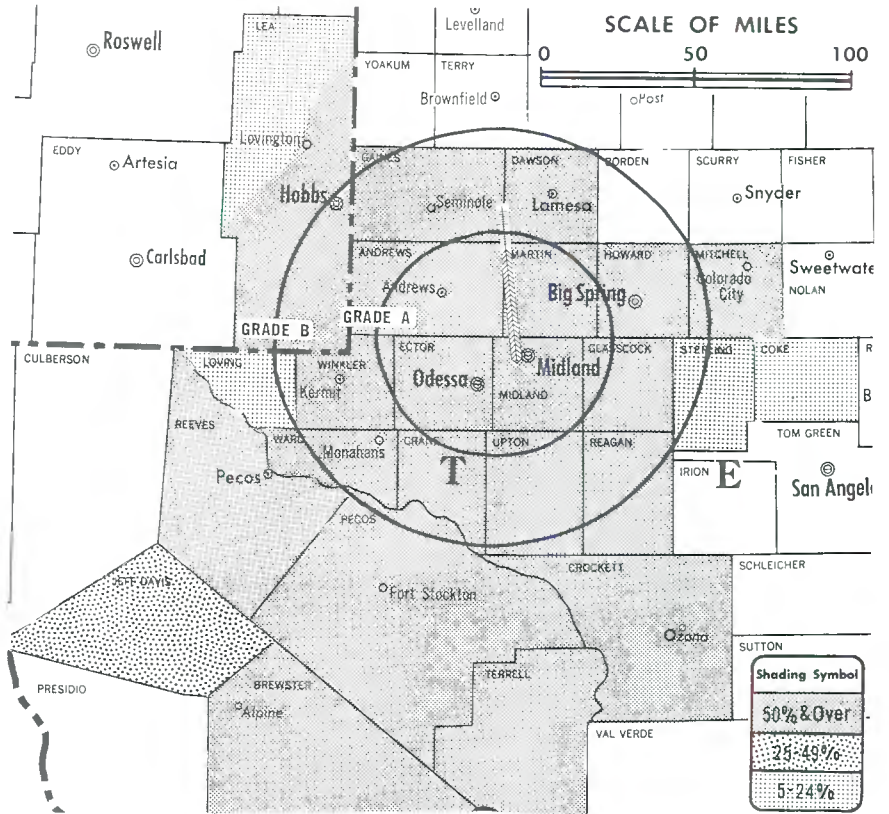 LEA
Levelland
SCALE OF MILES
0 50 100
Roswell
YOAKUM
TERRY
Brownfield
Post
Lovington
EDDY
Artesia
GAINES
DAWSON
BORDEN
SCURRY
FISHER
Hobbs
Seminole
Lamesa
Snyder
Carlsbad
ANDREWS
MARTIN
HOWARD
MITCHELL
Colorado
City
Sweetwate
NOLAN
Andrews
Big Spring
GRADE B
GRADE A
CULBERSON
LOVING
WINKLER
ECTOR
GLASSCOCK
STERLING
COKE
R
Kermit
Odessa
Midland
MIDLAND
B
REEVES
WARD
Monahans
CRANE
UPTON
REAGAN
TOM GREEN
Pecos
T
IRION
E
San Angel
PECOS
CROCKETT
SCHLEICHER
JEFF DAVIS
Fort Stockton
Ozona
SUTTON
PRESIDIO
BREWSTER
TERRELL
Alpine
VAL VERDE
Shading Symbol
50% & Over
25-49%
5-24%